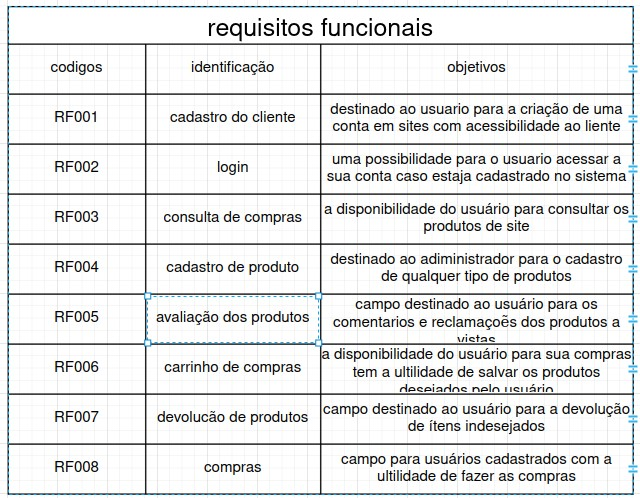 requisitos funcionais
codigos
identificação
objetivos
RF001
cadastro do cliente
destinado ao usuario para a criação de uma
conta em sites com acessibilidade ao liente
RF002
login
uma possibilidade para o usuario acessar a
sua conta caso estaja cadastrado no sistema
RF003
consulta de compras
a disponibilidade do usuário para consultar os
produtos de site
RF004
cadastro de produto
destinado ao adiministrador para o cadastro
de qualquer tipo de produtos
RF005
avaliação dos produtos
campo destinado ao usuário para os
comentarios e reclamaçoês dos produtos a
vistas
RF006
carrinho de compras
a disponibilidade do usuário para sua compras
tem a ultilidade de salvar os produtos
desejados pelo usuário
RF007
devolucão de produtos
campo destinado ao usuário para a devolução
de ítens indesejados
RF008
compras
campo para usuários cadastrados com a
ultilidade de fazer as compras